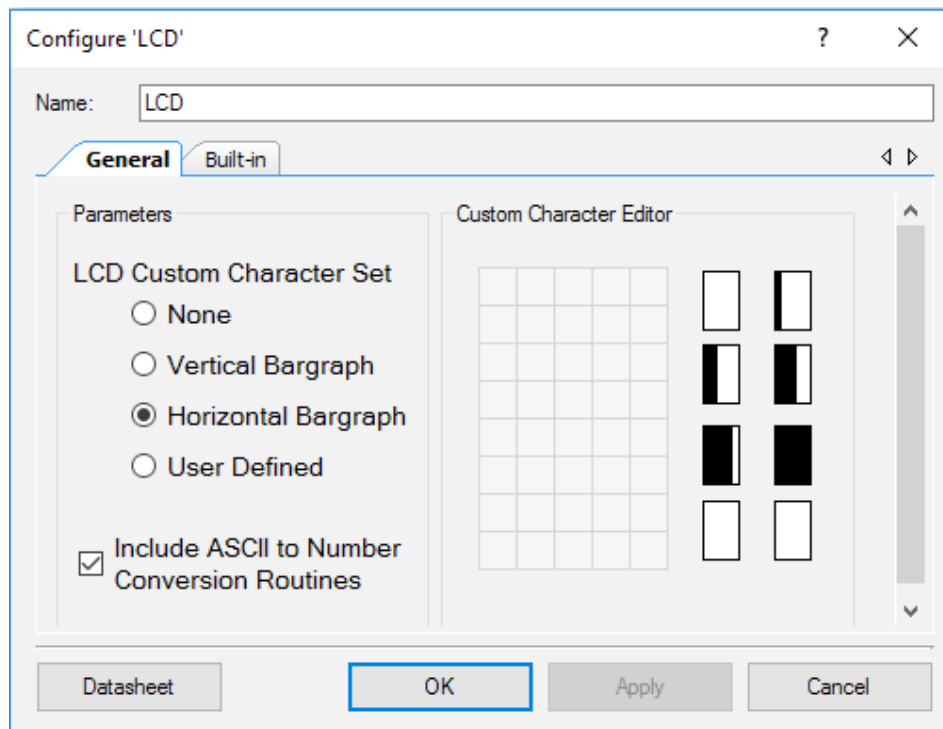 Configure 'LCD'
?
Name:
LCD
General
Built-in
Parameters
LCD Custom Character Set
None
Vertical Bargraph
Horizontal Bargraph
User Defined
Include ASCII to Number
Conversion Routines
Custom Character Editor
Datasheet
OK
Apply
Cancel